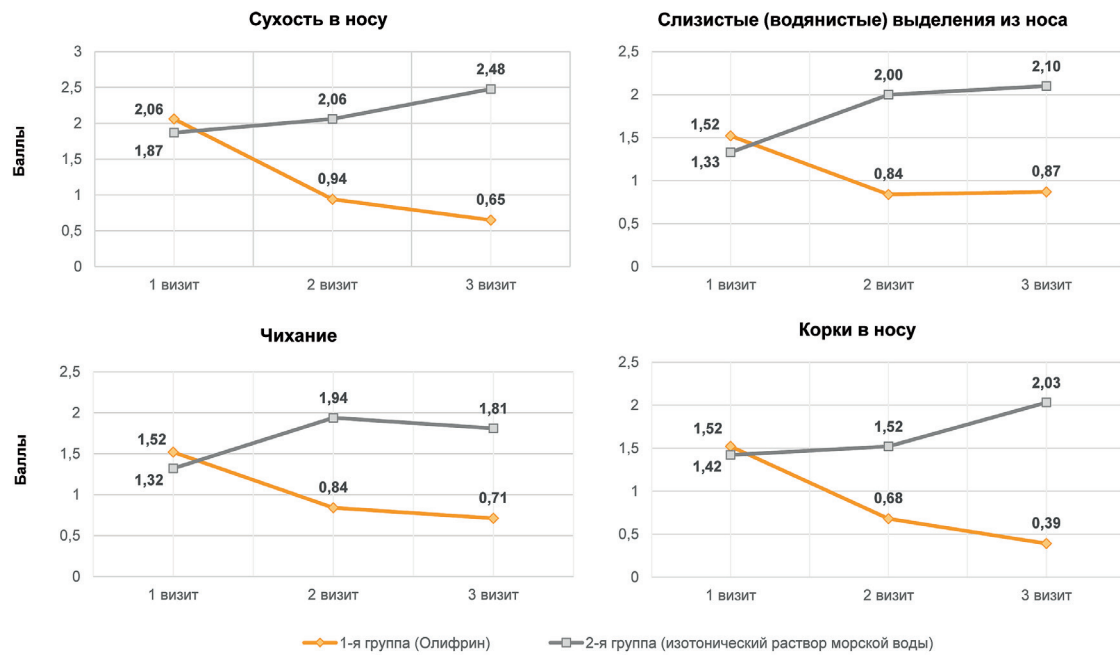 Сухость в носу
Баллы
3
2,5
2
1,5
1
0,5
0
2,06
1,87
2,06
0,94
2,48
0,65
1 визит
2 визит
3 визит
Слизистые (водянистые) выделения из носа
2,5
2
1,5
1
0,5
0
1,52
1,33
2,00
0,84
2,10
0,87
1 визит
2 визит
3 визит
Чихание
Баллы
2,5
2
1,5
1
0,5
0
1,52
1,32
1,94
0,84
1,81
0,71
1 визит
2 визит
3 визит
Корки в носу
2,5
2
1,5
1
0,5
0
1,52
1,42
1,52
0,68
2,03
0,39
1 визит
2 визит
3 визит
1-я группа (Олифрин)
2-я группа (изотонический раствор морской воды)